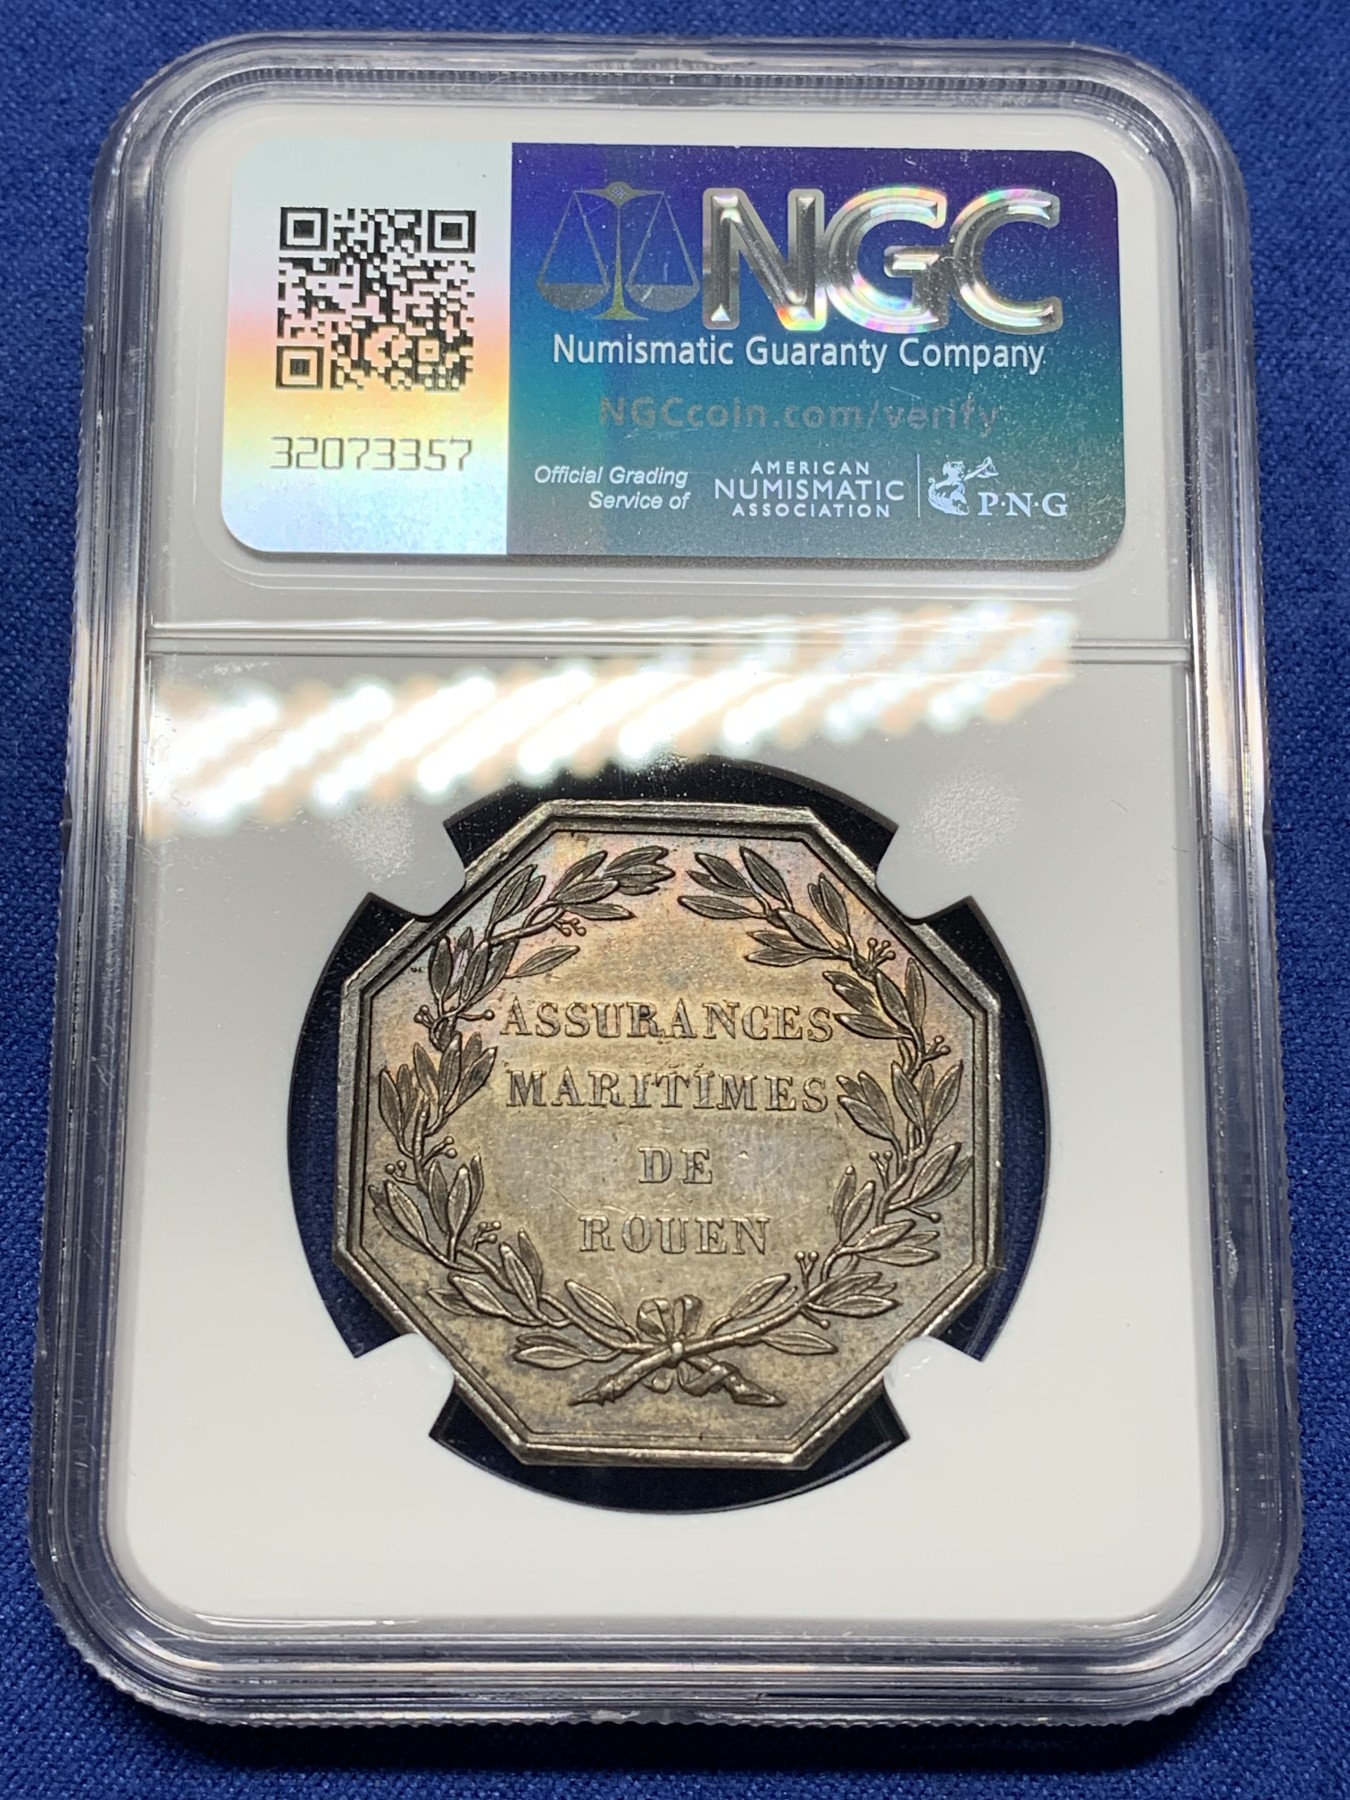 NGC
Numismatic Guaranty Company
NGCcoin.com/verify
32073357
Official Grading
Service of
AMERICAN
NUMISMATIC
ASSOCIATION
P·N·G
ASSURANCES
MARITIMES
DE
ROUEN